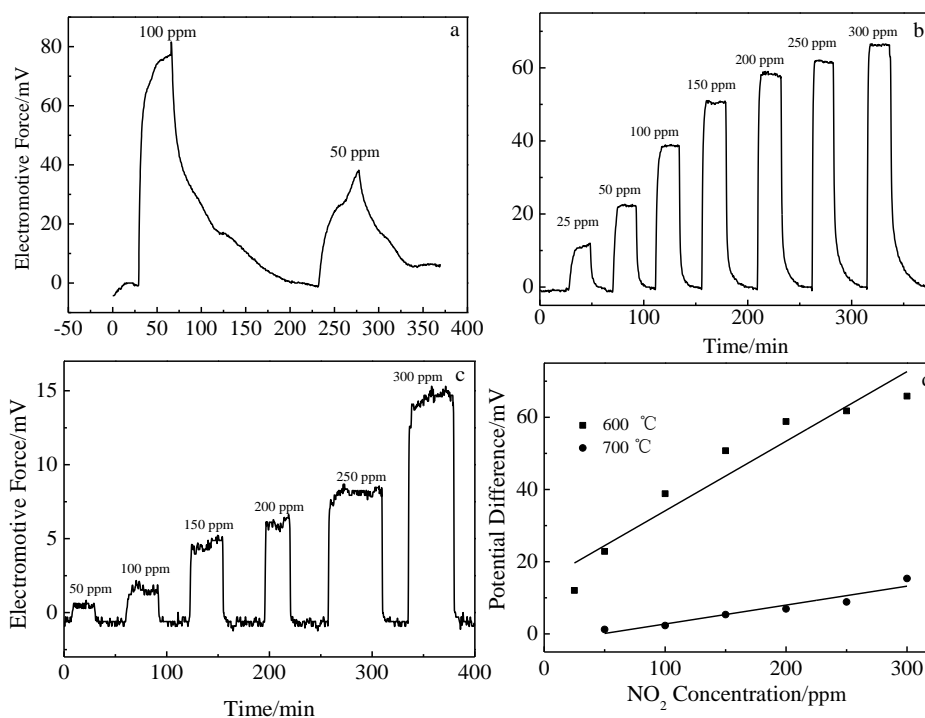 a
100 ppm
50 ppm
80
60
40
20
0
-50 0 50 100 150 200 250 300 350 400
Electromotive Force/mV
b
300 ppm
250 ppm
200 ppm
150 ppm
100 ppm
50 ppm
25 ppm
60
40
20
0
0 100 200 300
Time/min
c
300 ppm
250 ppm
200 ppm
150 ppm
100 ppm
50 ppm
15
10
5
0
0 100 200 300 400
Electromotive Force/mV
Time/min
600 ℃
700 ℃
60
40
20
0
0 100 200 300
Potential Difference/mV
NO2 Concentration/ppm